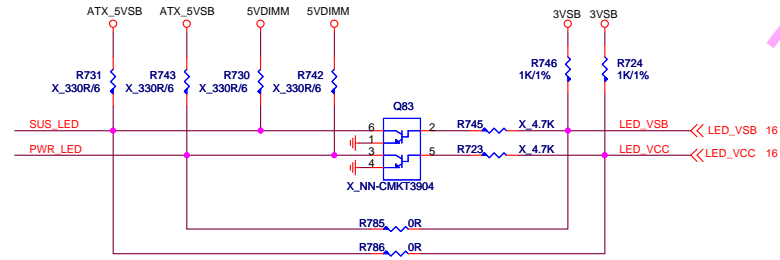 ATX_5VSB ATX_5VSB 5VDIMM 5VDIMM 3VSB 3VSB
R731 R743 R730 R742 R746 R724
X_330R/6 X_330R/6 X_330R/6 X_330R/6 1K/1% 1K/1%
Q83
SUS_LED 6 2 R745 X_4.7K LED_VSB LED_VSB 16
1
PWR_LED 3 5 R723 X_4.7K LED_VCC LED_VCC 16
4
X_NN-CMKT3904
R785 0R
R786 0R